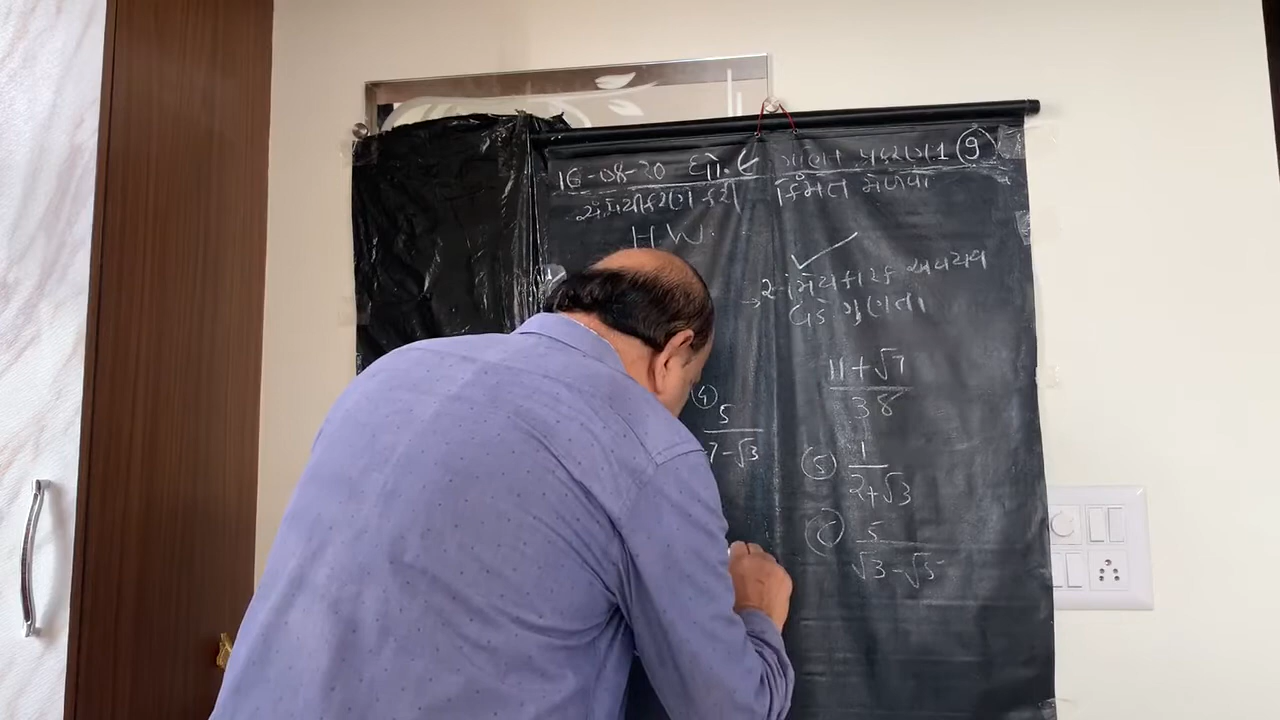 16-08-20 ધો. ૯ ગણિત પ્રકરણ.1 (9)
સંમેયીકરણ કરી કિંમત મેળવો
H W.
→ સંમેયકારક અવયવ
વડે ગુણતા
11+√7
38
(4) 5
7-√3
(5) 1
2+√3
5
√3-√5